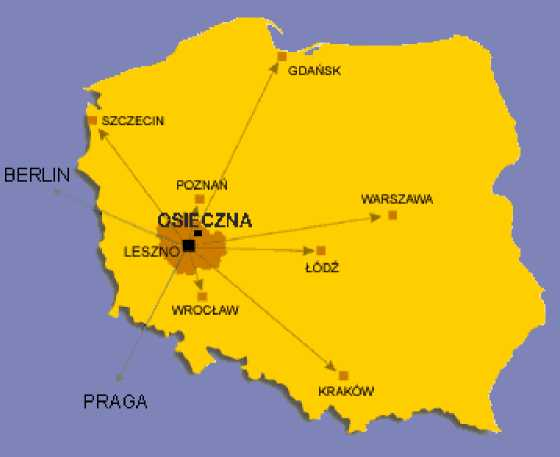 GDAŃSK
SZCZECIN
BERLIN
POZNAŃ
WARSZAWA
OSIECZNA
LESZNO
ŁÓDŹ
WROCŁAW
KRAKÓW
PRAGA